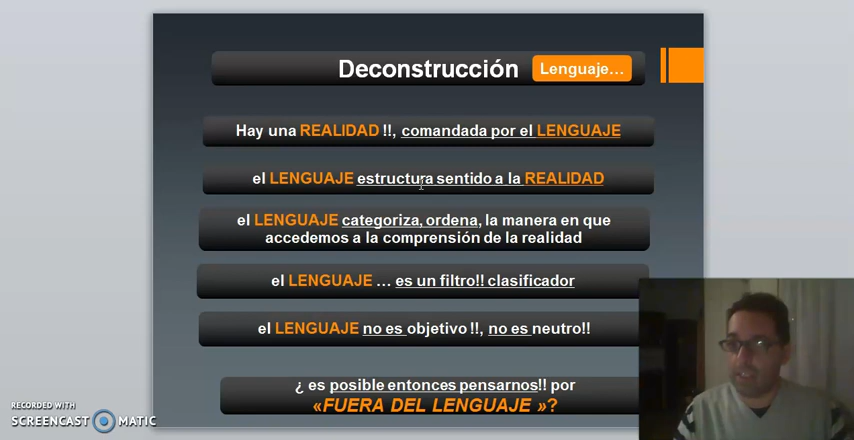 Deconstrucción Lenguaje...
Hay una REALIDAD !!, comandada por el LENGUAJE
el LENGUAJE estructura sentido a la REALIDAD
el LENGUAJE categoriza, ordena, la manera en que
accedemos a la comprensión de la realidad
el LENGUAJE ... es un filtro!! clasificador
el LENGUAJE no es objetivo !!, no es neutro!!
¿ es posible entonces pensarnos!! por
«FUERA DEL LENGUAJE »?
RECORDED WITH
SCREENCAST MATIC